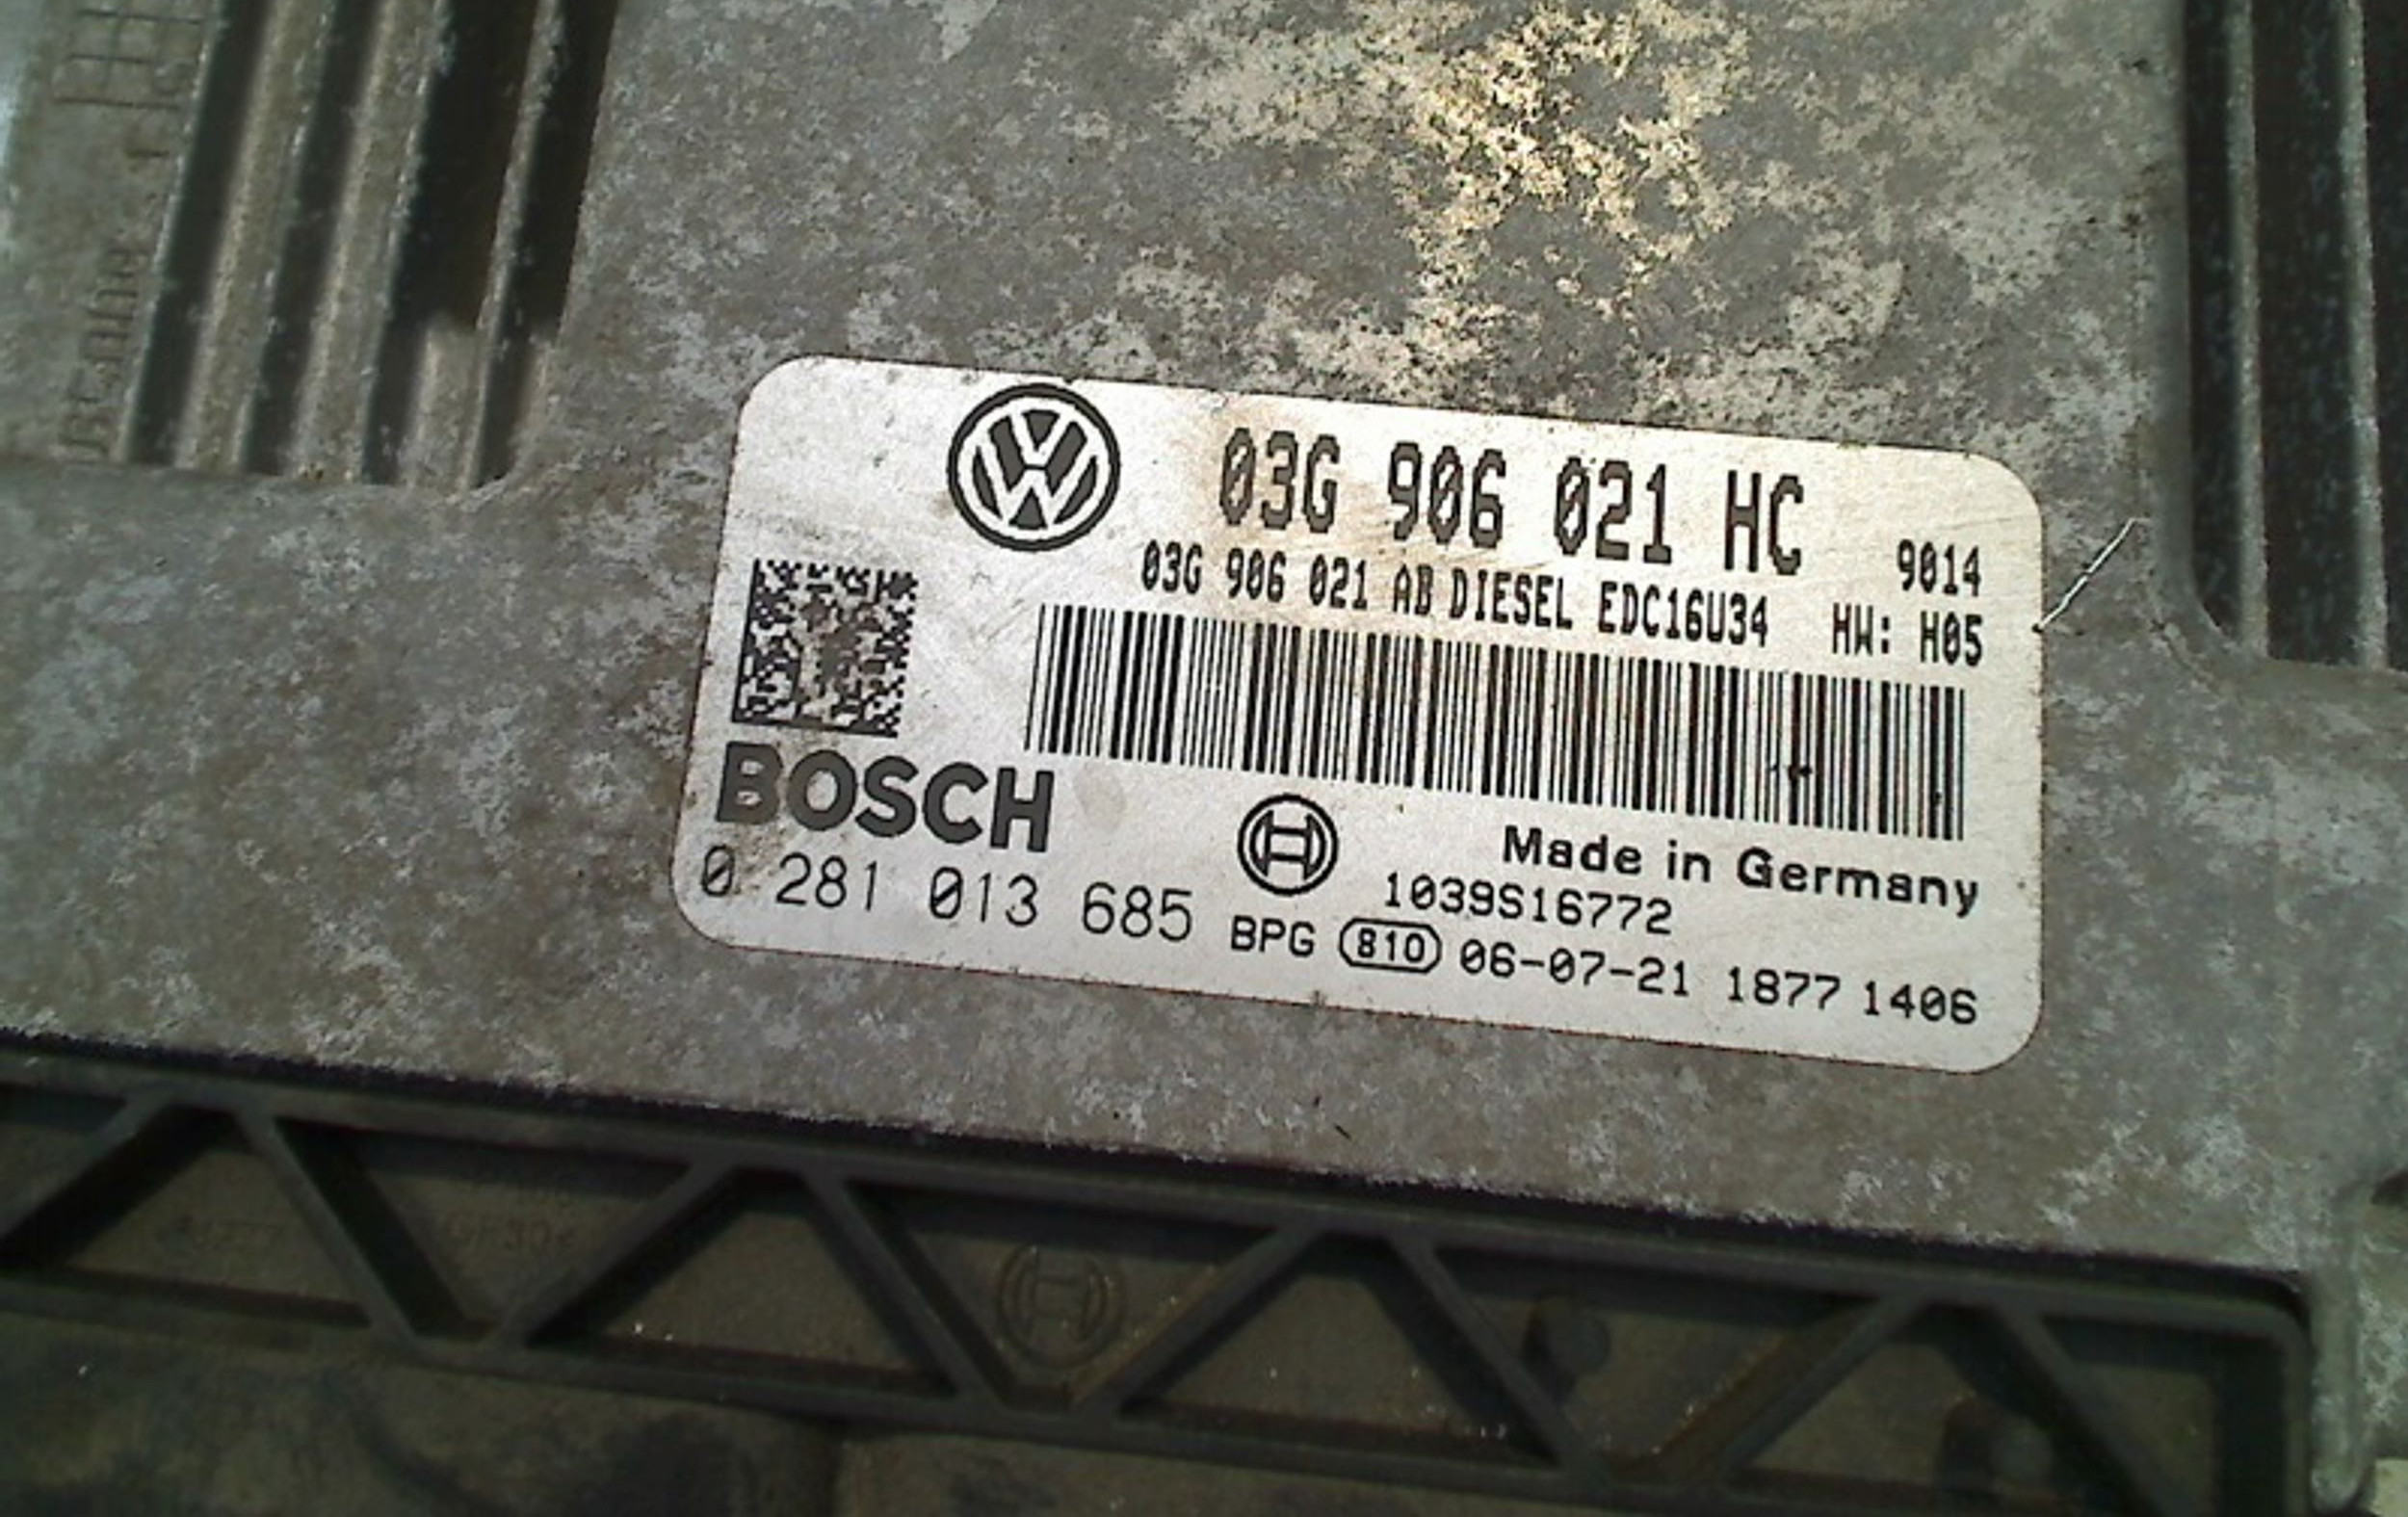 03G 906 021 HC
9014
03G 906 021 AB DIESEL EDC16U34 HW: H05
BOSCH
Made in Germany
1039S16772
0 281 013 685
BPG 810 06-07-21 1877 1406